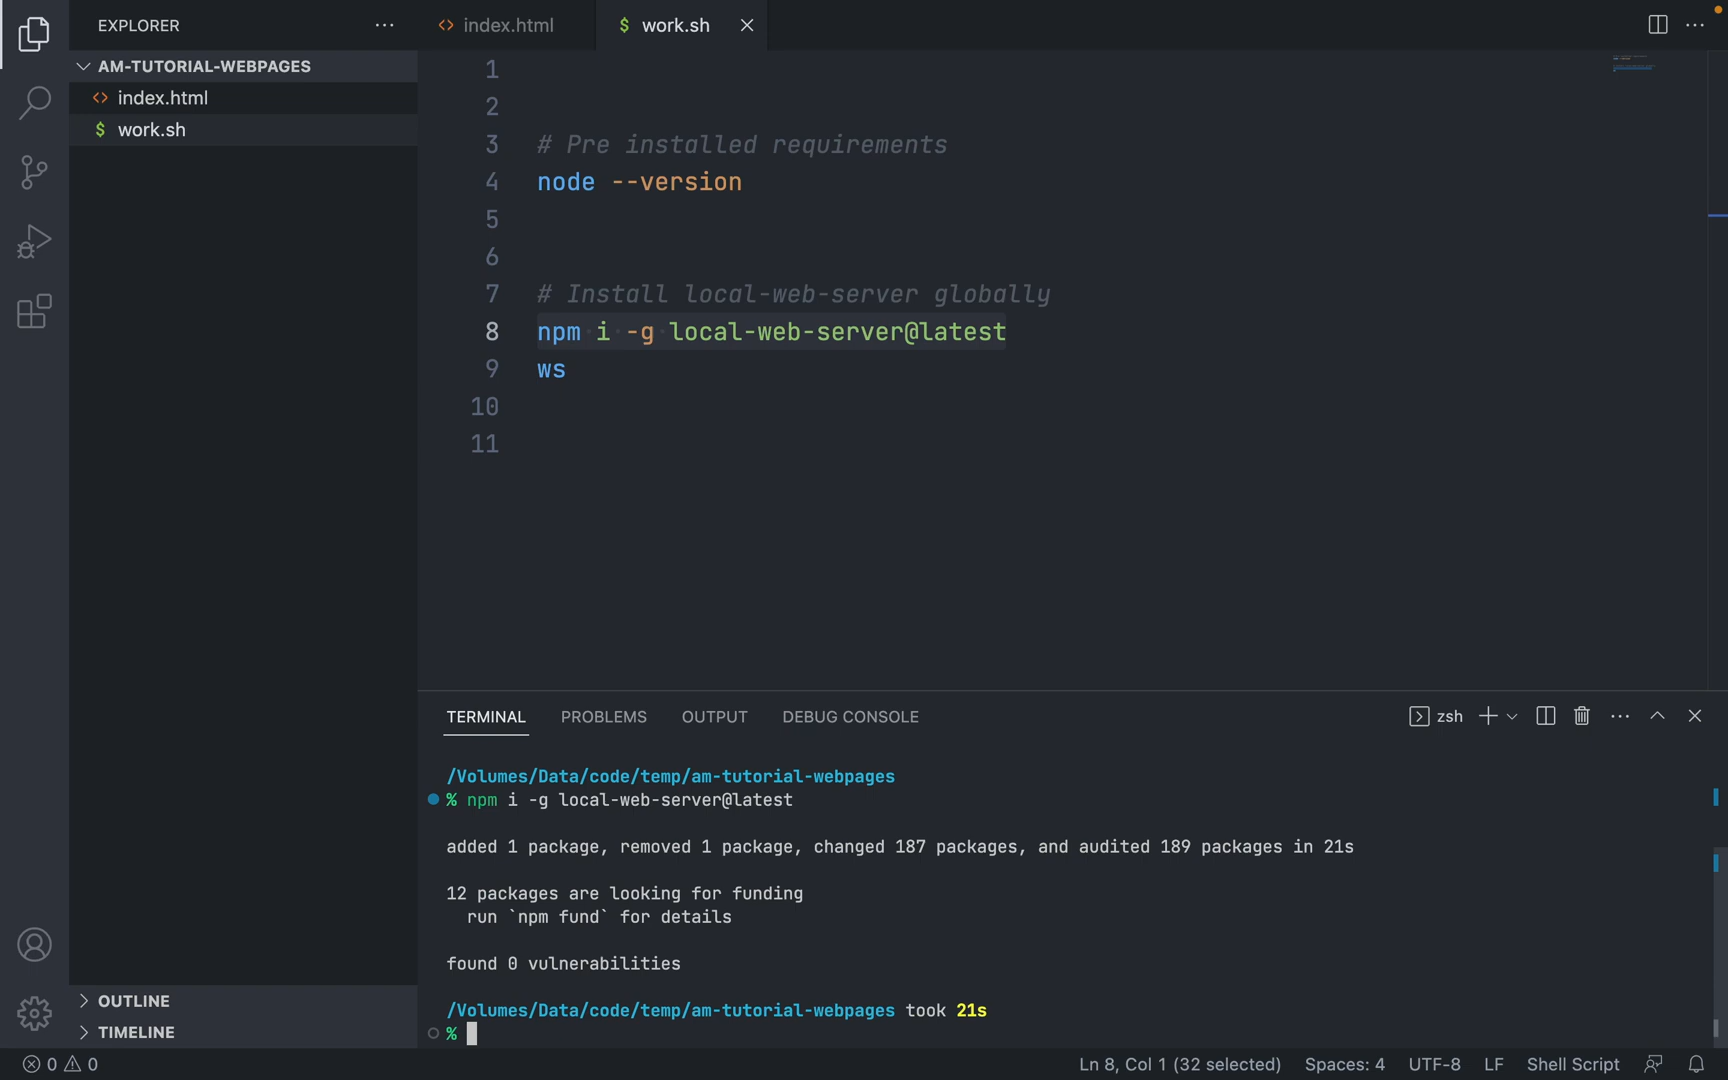 EXPLORER
AM-TUTORIAL-WEBPAGES
<> index.html
$ work.sh
OUTLINE
TIMELINE
<> index.html
$ work.sh
1
2
3 # Pre installed requirements
4 node --version
5
6
7 # Install local-web-server globally
8 npm i -g local-web-server@latest
9 ws
10
11
TERMINAL PROBLEMS OUTPUT DEBUG CONSOLE zsh
/Volumes/Data/code/temp/am-tutorial-webpages
% npm i -g local-web-server@latest
added 1 package, removed 1 package, changed 187 packages, and audited 189 packages in 21s
12 packages are looking for funding
run `npm fund` for details
found 0 vulnerabilities
/Volumes/Data/code/temp/am-tutorial-webpages took 21s
%
0 0 Ln 8, Col 1 (32 selected) Spaces: 4 UTF-8 LF Shell Script